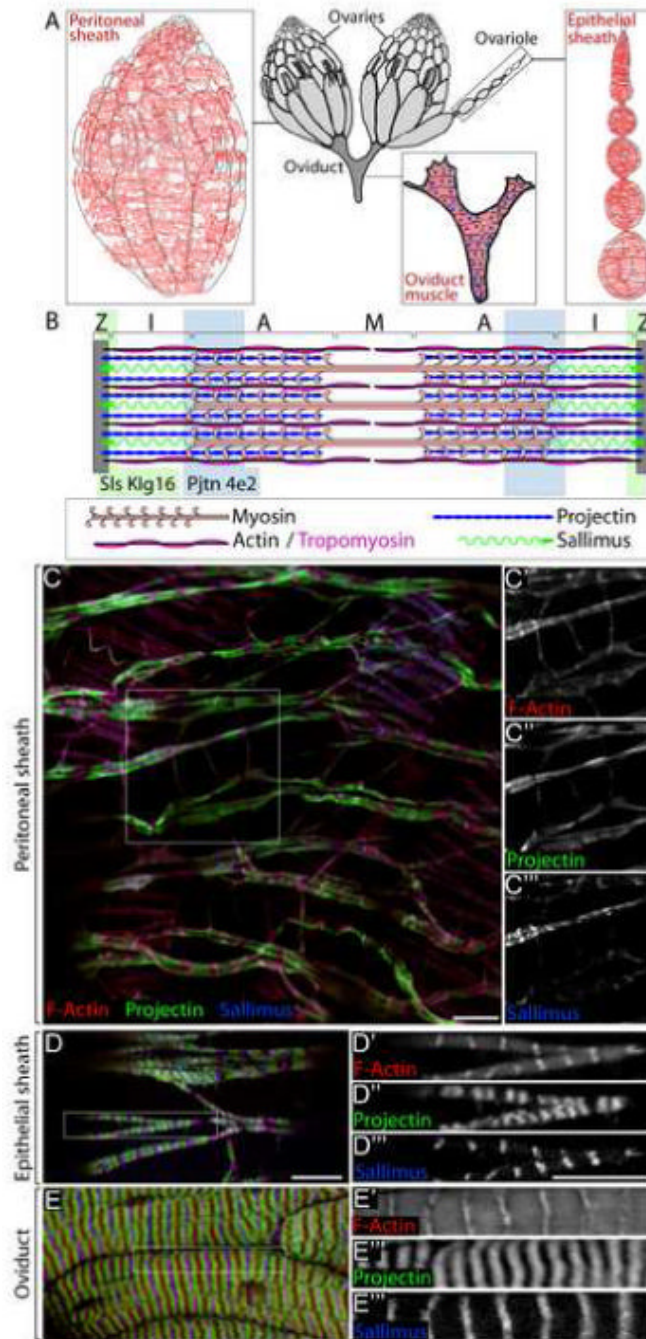 A
Peritoneal
sheath
Ovaries
Ovariole
Epithelial
sheath
Oviduct
Oviduct
muscle
B
Z I A M A I Z
Sls Klg16 Pjtn 4e2
Myosin Projectin
Actin / Tropomyosin Sallimus
Peritoneal sheath
C
F-Actin Projectin Sallimus
C'
F-Actin
C''
Projectin
C'''
Sallimus
Epithelial sheath
D
D'
F-Actin
D''
Projectin
D'''
Sallimus
Oviduct
E
E'
F-Actin
E'''
Projectin
E'''
Sallimus